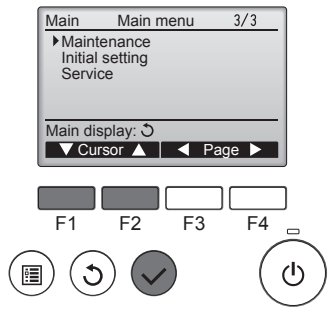 Main Main menu 3/3
Maintenance
Initial setting
Service
Main display:
Cursor Page
F1 F2 F3 F4